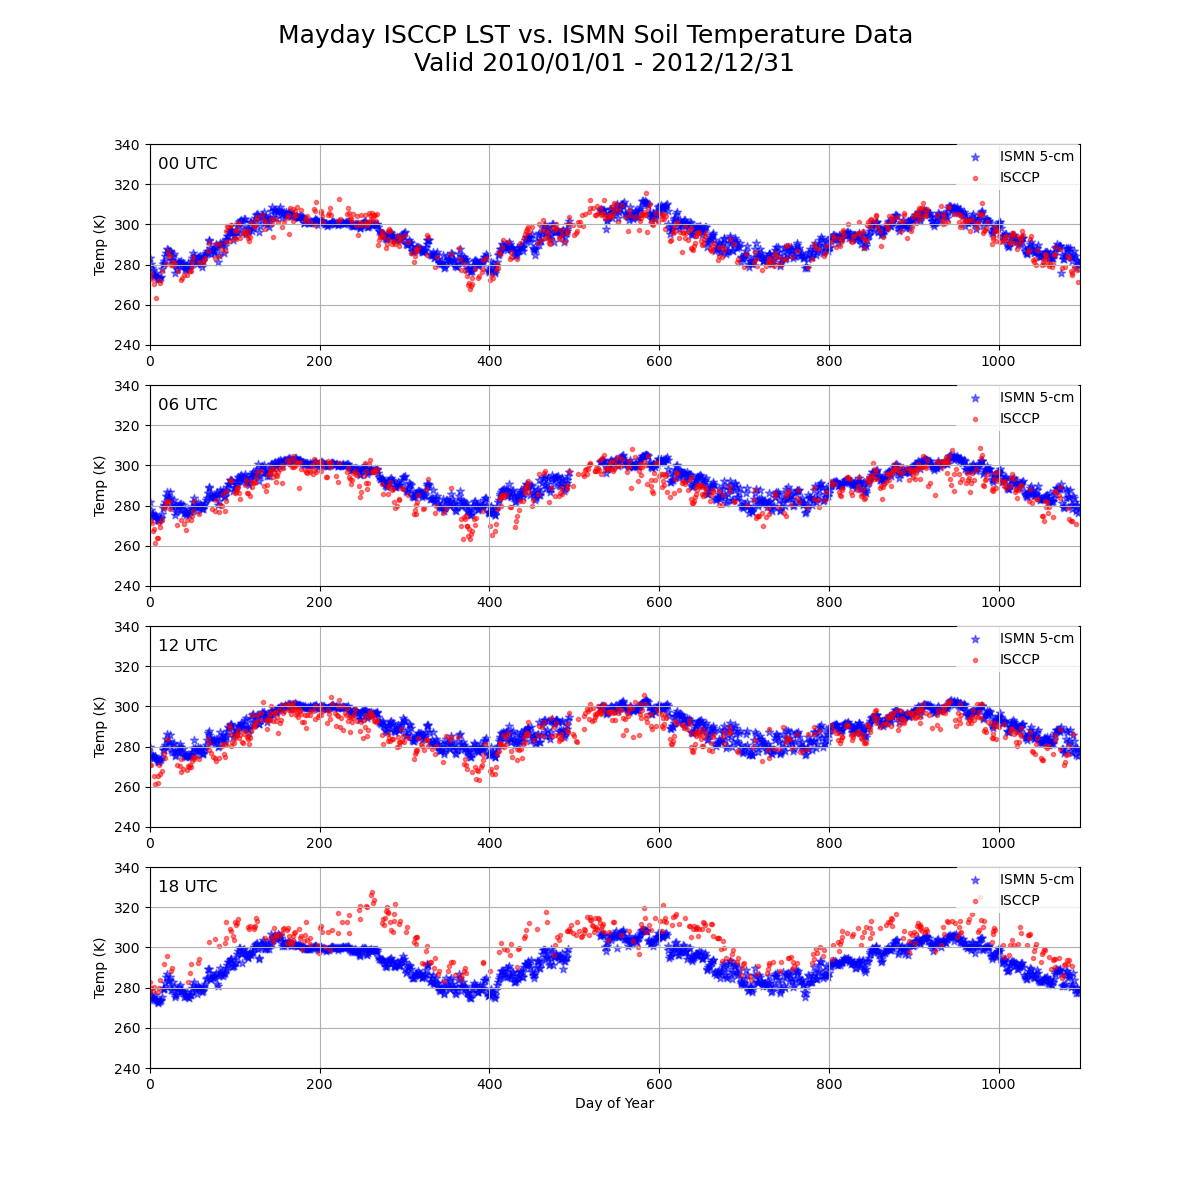 Mayday ISCCP LST vs. ISMN Soil Temperature Data
Valid 2010/01/01 - 2012/12/31
340
320
300
280
260
240
Temp (K)
00 UTC
ISMN 5-cm
ISCCP
0 200 400 600 800 1000
340
320
300
280
260
240
Temp (K)
06 UTC
ISMN 5-cm
ISCCP
0 200 400 600 800 1000
340
320
300
280
260
240
Temp (K)
12 UTC
ISMN 5-cm
ISCCP
0 200 400 600 800 1000
340
320
300
280
260
240
Temp (K)
18 UTC
ISMN 5-cm
ISCCP
0 200 400 600 800 1000
Day of Year